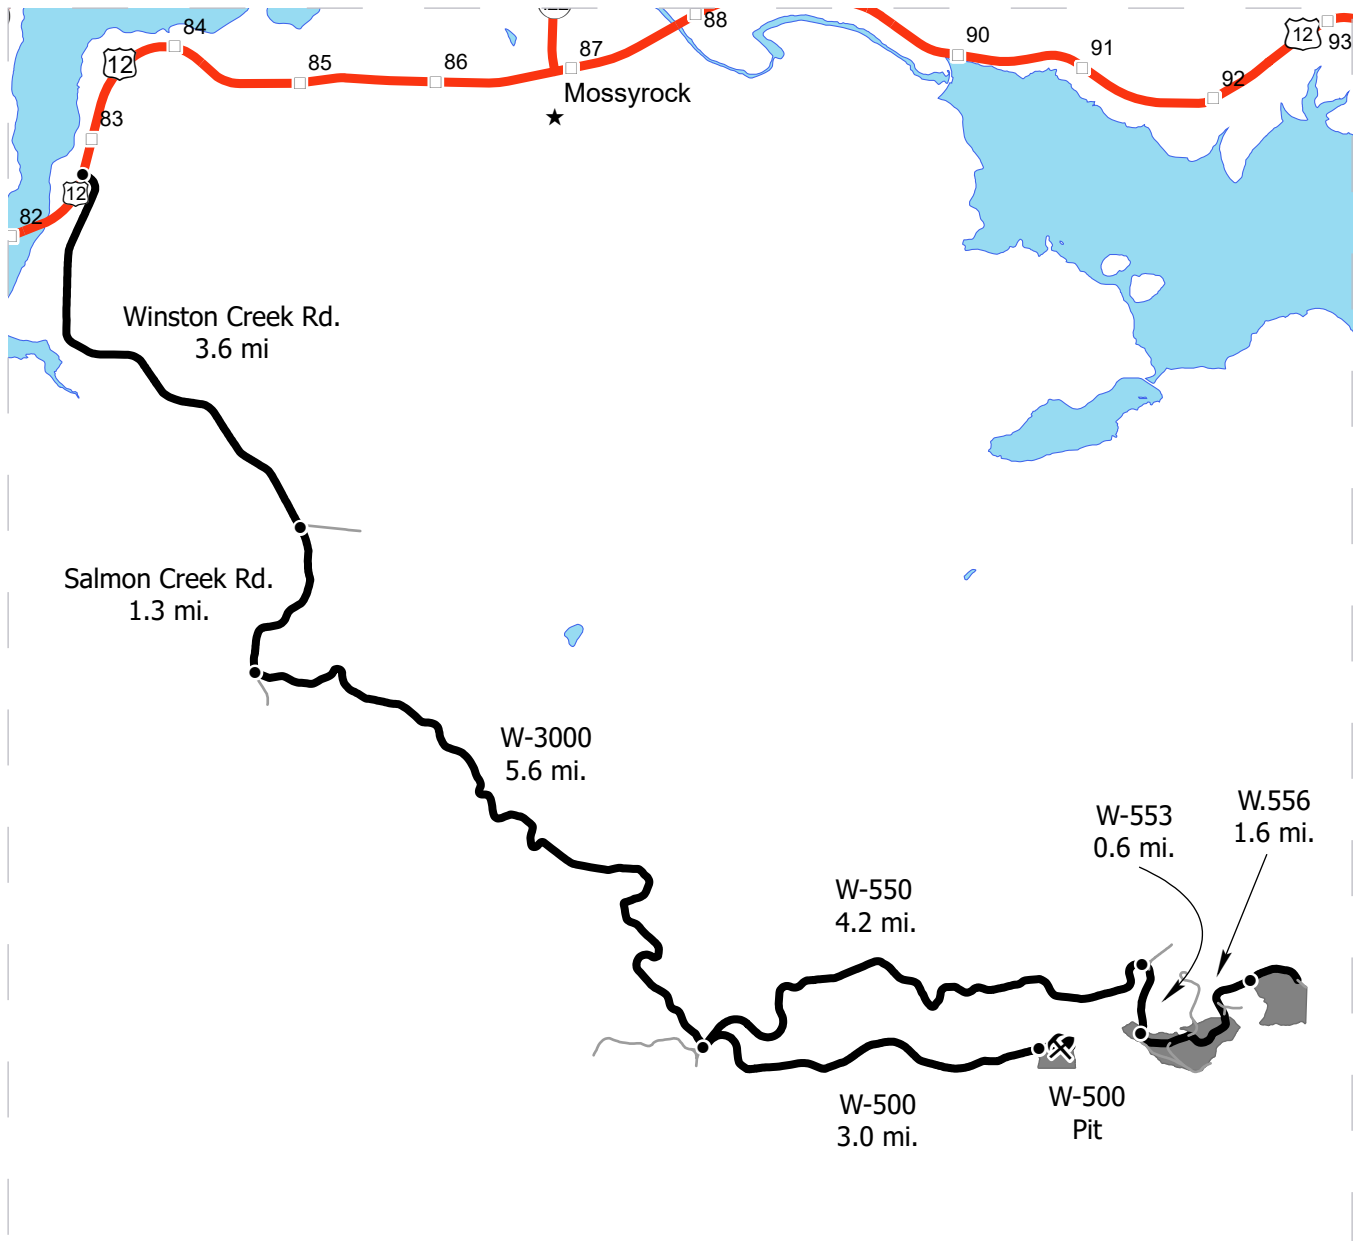 84
88
90
93
12
85
86
87
91
12
92
Mossyrock
83
12
82
Winston Creek Rd.
3.6 mi
Salmon Creek Rd.
1.3 mi.
W-3000
5.6 mi.
W-553
0.6 mi.
W.556
1.6 mi.
W-550
4.2 mi.
W-500
3.0 mi.
W-500
Pit